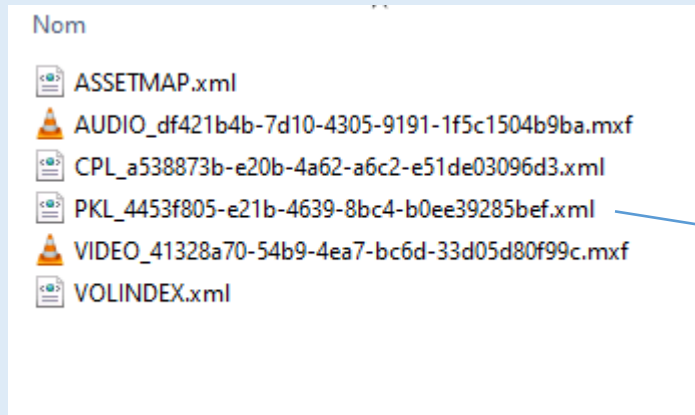 Nom
ASSETMAP.xml
AUDIO_df421b4b-7d10-4305-9191-1f5c1504b9ba.mxf
CPL_a538873b-e20b-4a62-a6c2-e51de03096d3.xml
PKL_4453f805-e21b-4639-8bc4-b0ee39285bef.xml
VIDEO_41328a70-54b9-4ea7-bc6d-33d05d80f99c.mxf
VOLINDEX.xml